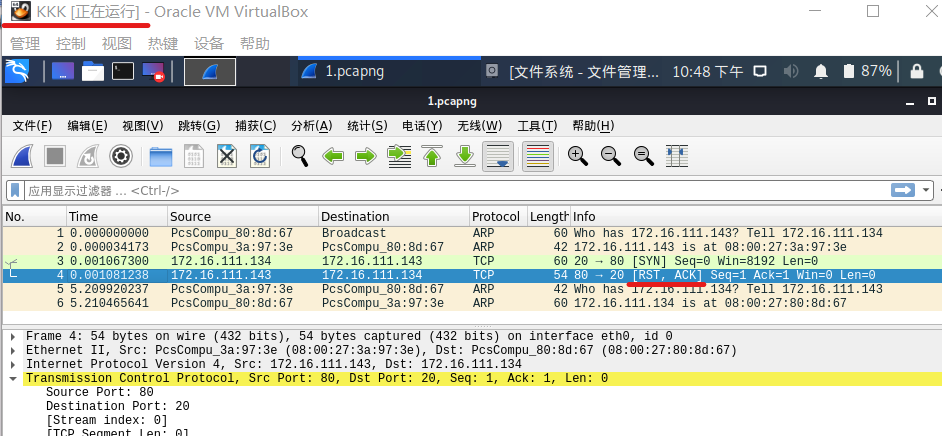 KKK [正在运行] - Oracle VM VirtualBox
管理 控制 视图 热键 设备 帮助
1.pcapng [文件系统 - 文件管理... 10:48 下午 87%
1.pcapng
文件(F) 编辑(E) 视图(V) 跳转(G) 捕获(C) 分析(A) 统计(S) 电话(Y) 无线(W) 工具(T) 帮助(H)
应用显示过滤器 … <Ctrl-/>
No. Time Source Destination Protocol Length Info
1 0.000000000 PcsCompu_80:8d:67 Broadcast ARP 60 Who has 172.16.111.143? Tell 172.16.111.134
2 0.000034173 PcsCompu_3a:97:3e PcsCompu_80:8d:67 ARP 42 172.16.111.143 is at 08:00:27:3a:97:3e
3 0.001067300 172.16.111.134 172.16.111.143 TCP 60 20 → 80 [SYN] Seq=0 Win=8192 Len=0
4 0.001081238 172.16.111.143 172.16.111.134 TCP 54 80 → 20 [RST, ACK] Seq=1 Ack=1 Win=0 Len=0
5 5.209920237 PcsCompu_3a:97:3e PcsCompu_80:8d:67 ARP 42 Who has 172.16.111.134? Tell 172.16.111.143
6 5.210465641 PcsCompu_80:8d:67 PcsCompu_3a:97:3e ARP 60 172.16.111.134 is at 08:00:27:80:8d:67
Frame 4: 54 bytes on wire (432 bits), 54 bytes captured (432 bits) on interface eth0, id 0
Ethernet II, Src: PcsCompu_3a:97:3e (08:00:27:3a:97:3e), Dst: PcsCompu_80:8d:67 (08:00:27:80:8d:67)
Internet Protocol Version 4, Src: 172.16.111.143, Dst: 172.16.111.134
Transmission Control Protocol, Src Port: 80, Dst Port: 20, Seq: 1, Ack: 1, Len: 0
Source Port: 80
Destination Port: 20
[Stream index: 0]
[TCP Segment Len: 0]